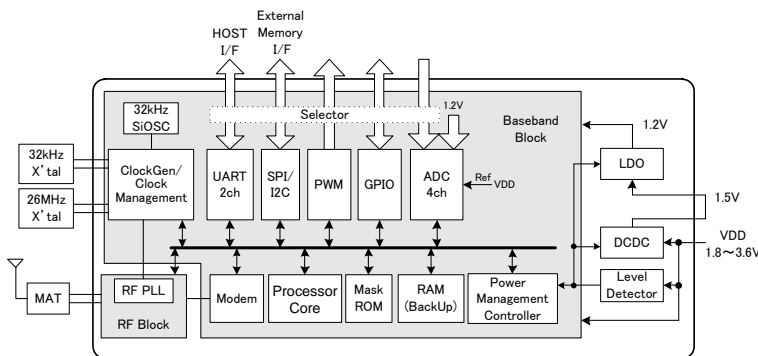 HOST
I/F
External
Memory
I/F
32kHz
SiOSC
Selector
1.2V
Baseband
Block
1.2V
32kHz
X'tal
26MHz
X'tal
ClockGen/
Clock
Management
UART
2ch
SPI/
I2C
PWM
GPIO
ADC
4ch
Ref
VDD
LDO
1.5V
DCDC
VDD
1.8～3.6V
MAT
RF PLL
RF Block
Modem
Processor
Core
Mask
ROM
RAM
(BackUp)
Power
Management
Controller
Level
Detector